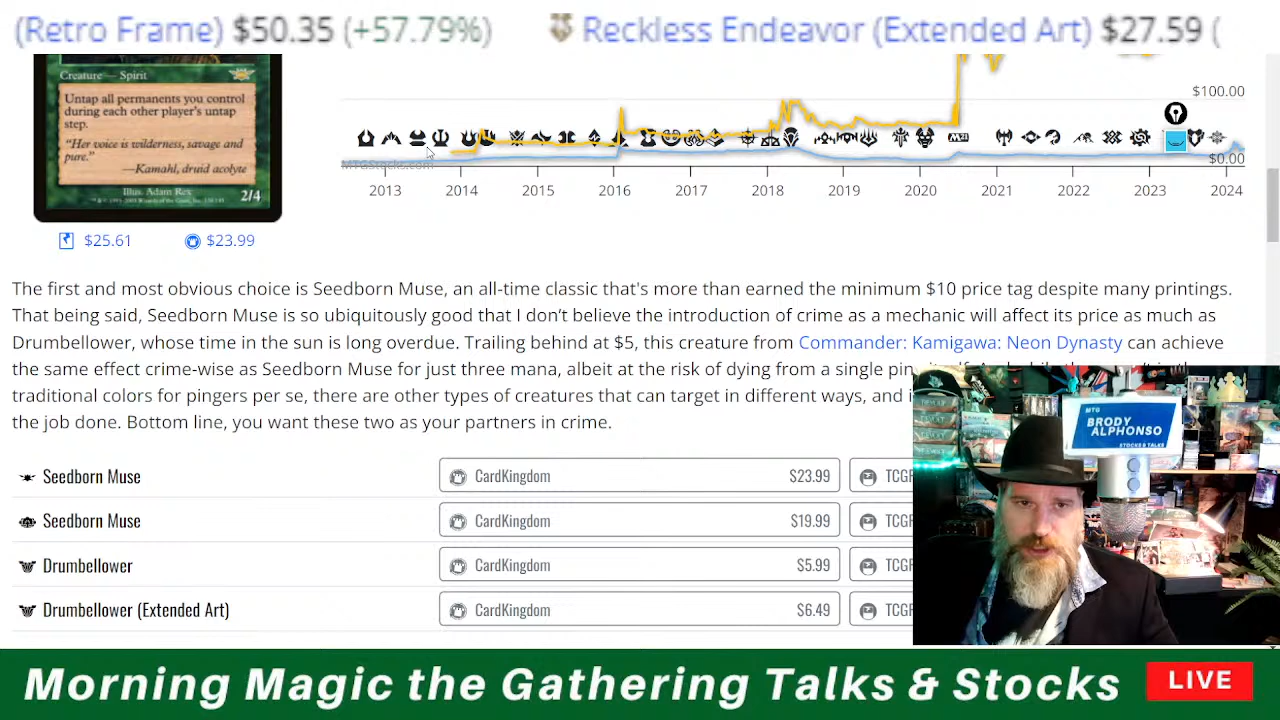 (Retro Frame) $50.35 (+57.79%) Reckless Endeavor (Extended Art) $27.59 (
Creature — Spirit
Untap all permanents you control
during each other player's untap
step.
"Her voice is wilderness, savage and
pure."
—Kamahl, druid acolyte
Illus. Adam Rex
2/4
$25.61 $23.99
$100.00
$0.00
MTGStocks.com
2013 2014 2015 2016 2017 2018 2019 2020 2021 2022 2023 2024
The first and most obvious choice is Seedborn Muse, an all-time classic that's more than earned the minimum $10 price tag despite many printings.
That being said, Seedborn Muse is so ubiquitously good that I don't believe the introduction of crime as a mechanic will affect its price as much as
Drumbellower, whose time in the sun is long overdue. Trailing behind at $5, this creature from Commander: Kamigawa: Neon Dynasty can achieve
the same effect crime-wise as Seedborn Muse for just three mana, albeit at the risk of dying from a single pin
traditional colors for pingers per se, there are other types of creatures that can target in different ways, and i
the job done. Bottom line, you want these two as your partners in crime.
Seedborn Muse CardKingdom $23.99 TCGP
Seedborn Muse CardKingdom $19.99 TCGP
Drumbellower CardKingdom $5.99 TCGP
Drumbellower (Extended Art) CardKingdom $6.49 TCGP
MTG
BRODY
ALPHONSO
STOCKS & TALKS
Morning Magic the Gathering Talks & Stocks LIVE